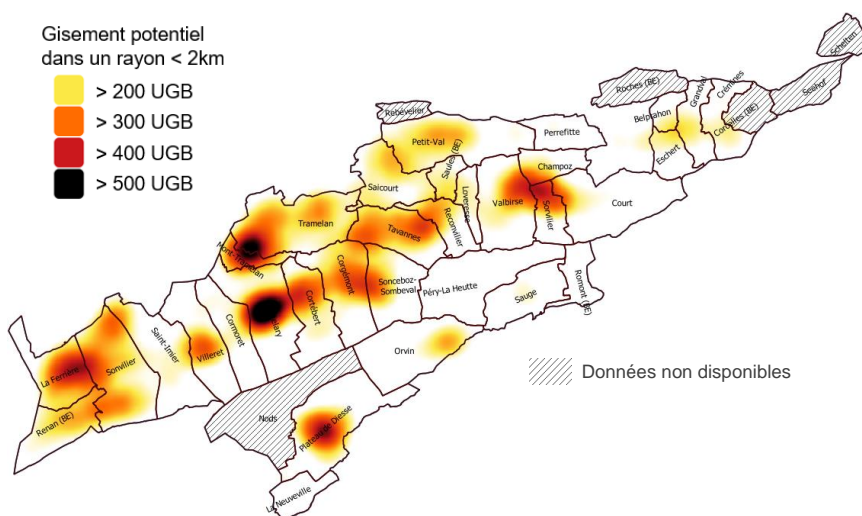 Gisement potentiel
dans un rayon < 2km
> 200 UGB
> 300 UGB
> 400 UGB
> 500 UGB
Schelten
Seehof
Roches (BE)
Grandval
Crémines
Rebévelier
Belprahon
Corcelles (BE)
Petit-Val
Perrefitte
Eschert
Saules (BE)
Champoz
Saicourt
Loveresse
Valbirse
Sorvilier
Court
Tramelan
Tavannes
Reconvilier
Mont-Tramelan
Corgémont
Sonceboz-
Sombeval
Péry-La Heutte
Romont (BE)
Sauge
Cortébert
Cormoret
Saint-Imier
Villeret
Orvin
La Ferrière
Sonvilier
Données non disponibles
Renan (BE)
Nods
Plateau de Diesse
La Neuveville